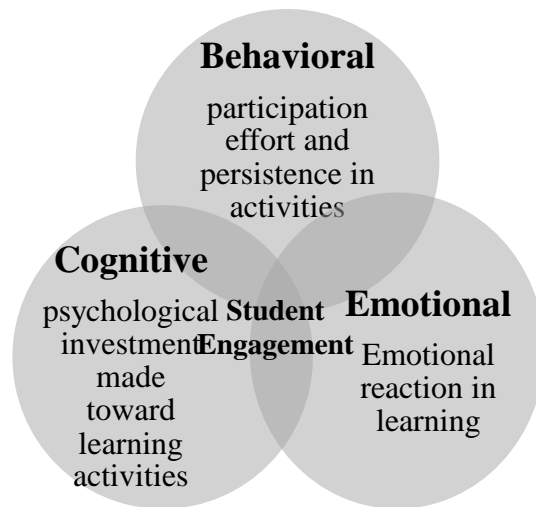 Behavioral
participation
effort and
persistence in
activities
Cognitive
psychological
investment
made
toward
learning
activities
Student
Engagement
Emotional
Emotional
reaction in
learning